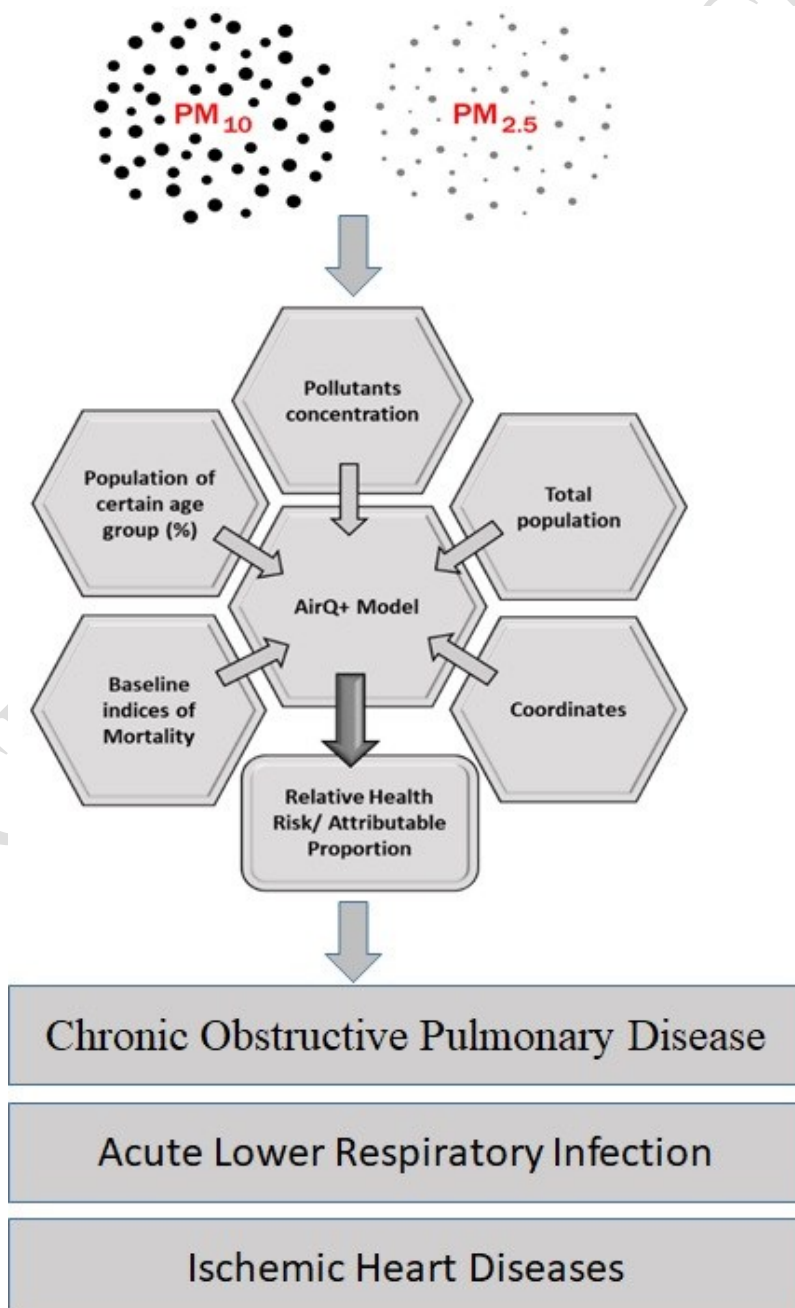 PM10 PM2.5
Pollutants
concentration
Population of
certain age
group (%)
Total
population
AirQ+ Model
Baseline
indices of
Mortality
Coordinates
Relative Health
Risk/ Attributable
Proportion
Chronic Obstructive Pulmonary Disease
Acute Lower Respiratory Infection
Ischemic Heart Diseases